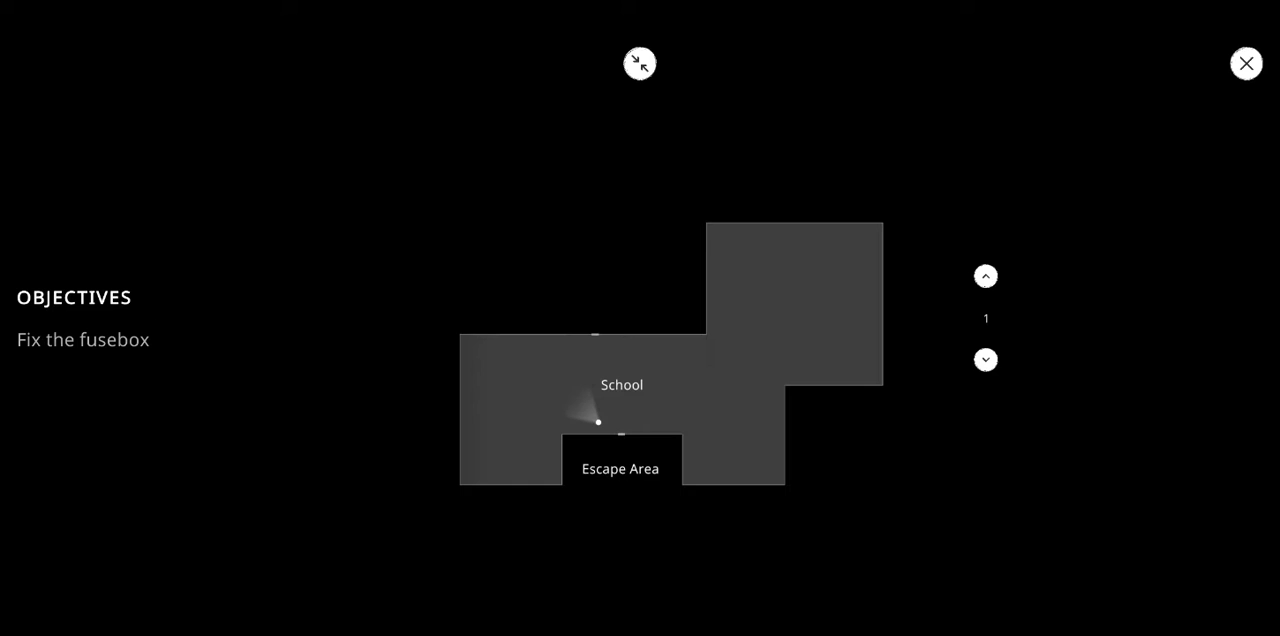 OBJECTIVES
Fix the fusebox
School
Escape Area
1